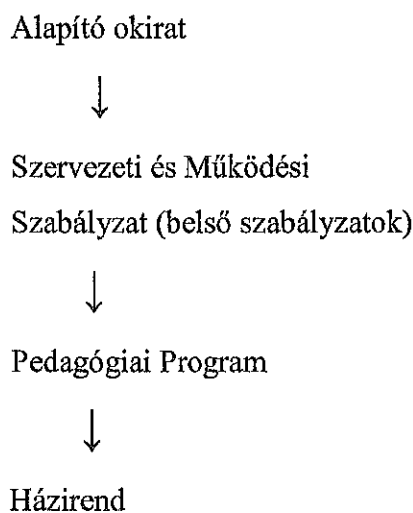 Alapító okirat
↓
Szervezeti és Működési
Szabályzat (belső szabályzatok)
↓
Pedagógiai Program
↓
Házirend